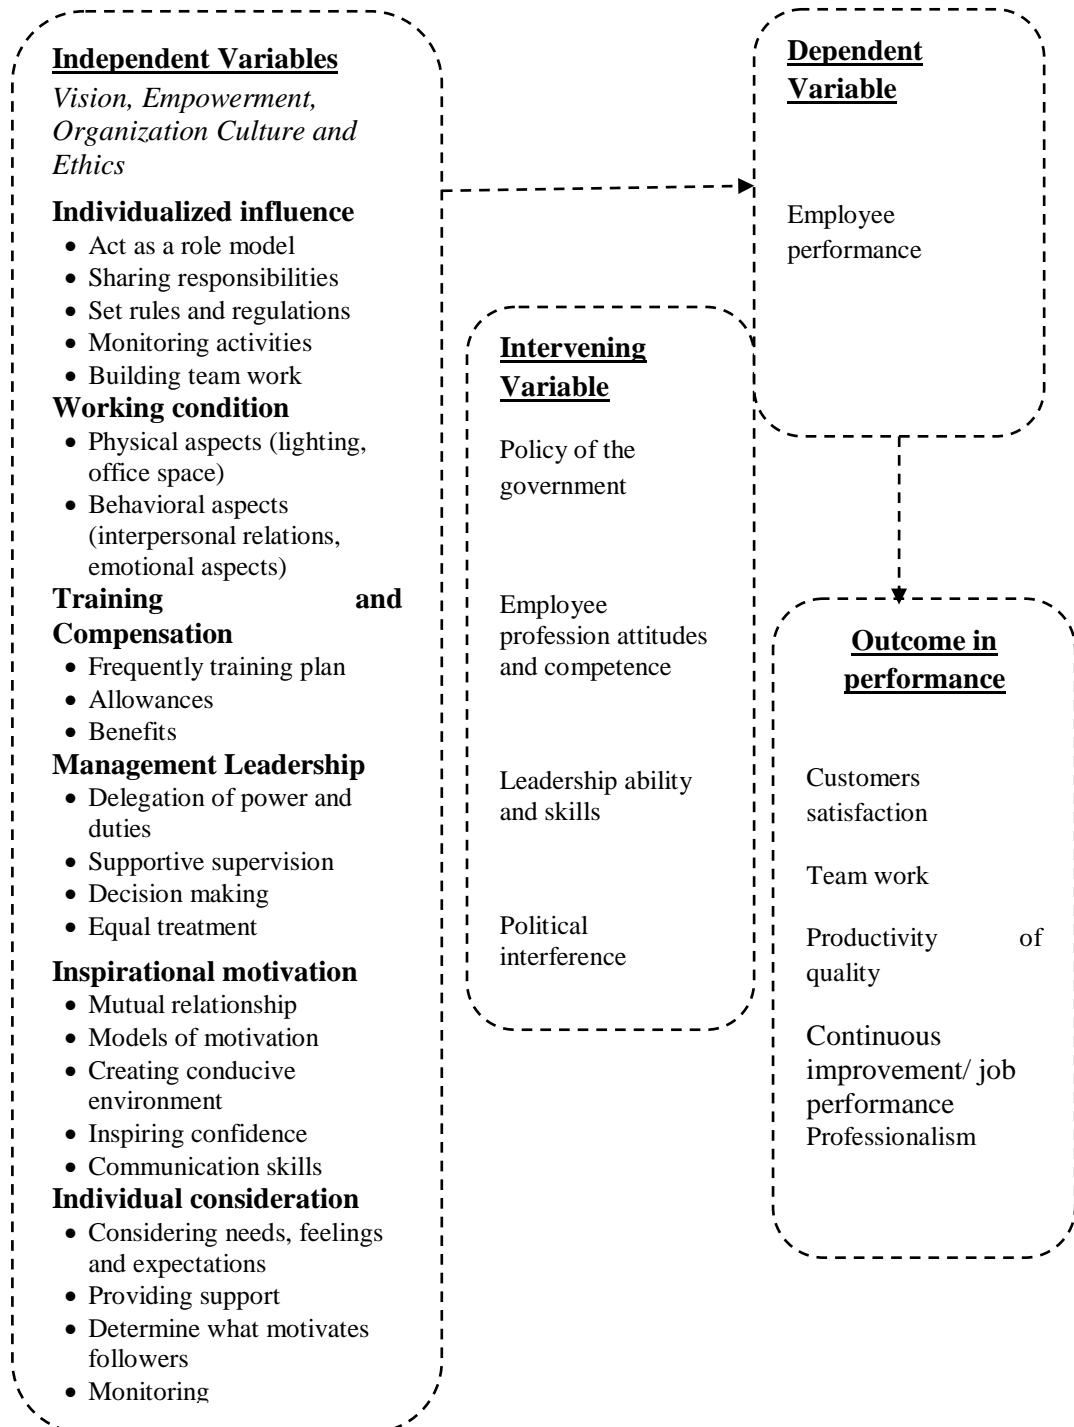 Independent Variables
Vision, Empowerment,
Organization Culture and
Ethics
Individualized influence
• Act as a role model
• Sharing responsibilities
• Set rules and regulations
• Monitoring activities
• Building team work
Working condition
• Physical aspects (lighting,
office space)
• Behavioral aspects
(interpersonal relations,
emotional aspects)
Training and
Compensation
• Frequently training plan
• Allowances
• Benefits
Management Leadership
• Delegation of power and
duties
• Supportive supervision
• Decision making
• Equal treatment
Inspirational motivation
• Mutual relationship
• Models of motivation
• Creating conducive
environment
• Inspiring confidence
• Communication skills
Individual consideration
• Considering needs, feelings
and expectations
• Providing support
• Determine what motivates
followers
• Monitoring
Intervening
Variable
Policy of the
government
Employee
profession attitudes
and competence
Leadership ability
and skills
Political
interference
Dependent
Variable
Employee
performance
Outcome in
performance
Customers
satisfaction
Team work
Productivity of
quality
Continuous
improvement/ job
performance
Professionalism